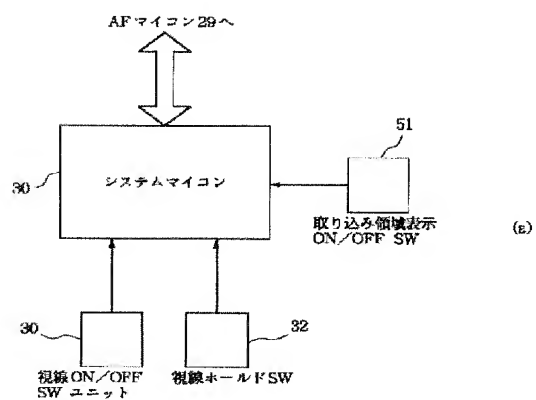 AFマイコン29へ
51
30
システムマイコン
取り込み領域表示
ON/OFF SW
(a)
30
32
視線ON/OFF
SW ユニット
視線ホールドSW